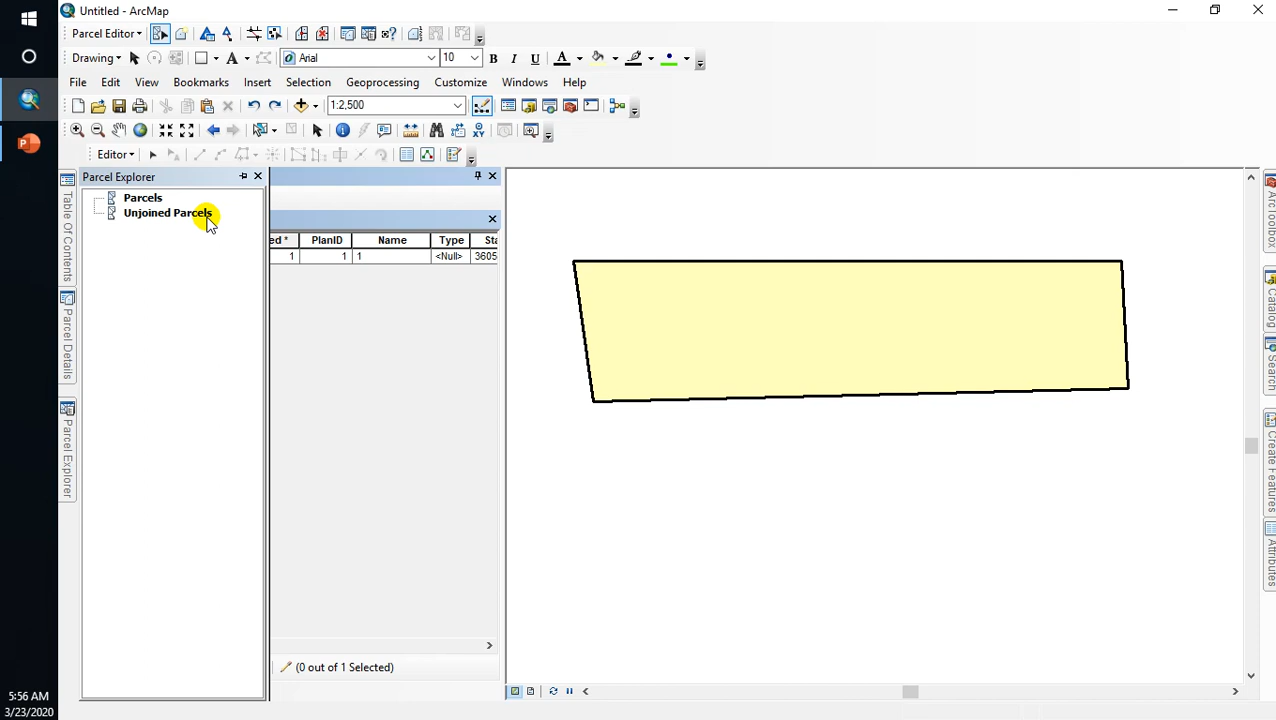 Untitled - ArcMap
Parcel Editor
Drawing
Arial
10
File Edit View Bookmarks Insert Selection Geoprocessing Customize Windows Help
1:2,500
Editor
Parcel Explorer
Parcels
Unjoined Parcels
ed * PlanID Name Type Sta
1 1 1 <Null> 3605
(0 out of 1 Selected)
Table Of Contents
Parcel Details
Parcel Explorer
ArcToolbox
Catalog
Search
Create Features
Attributes
5:56 AM
3/23/2020